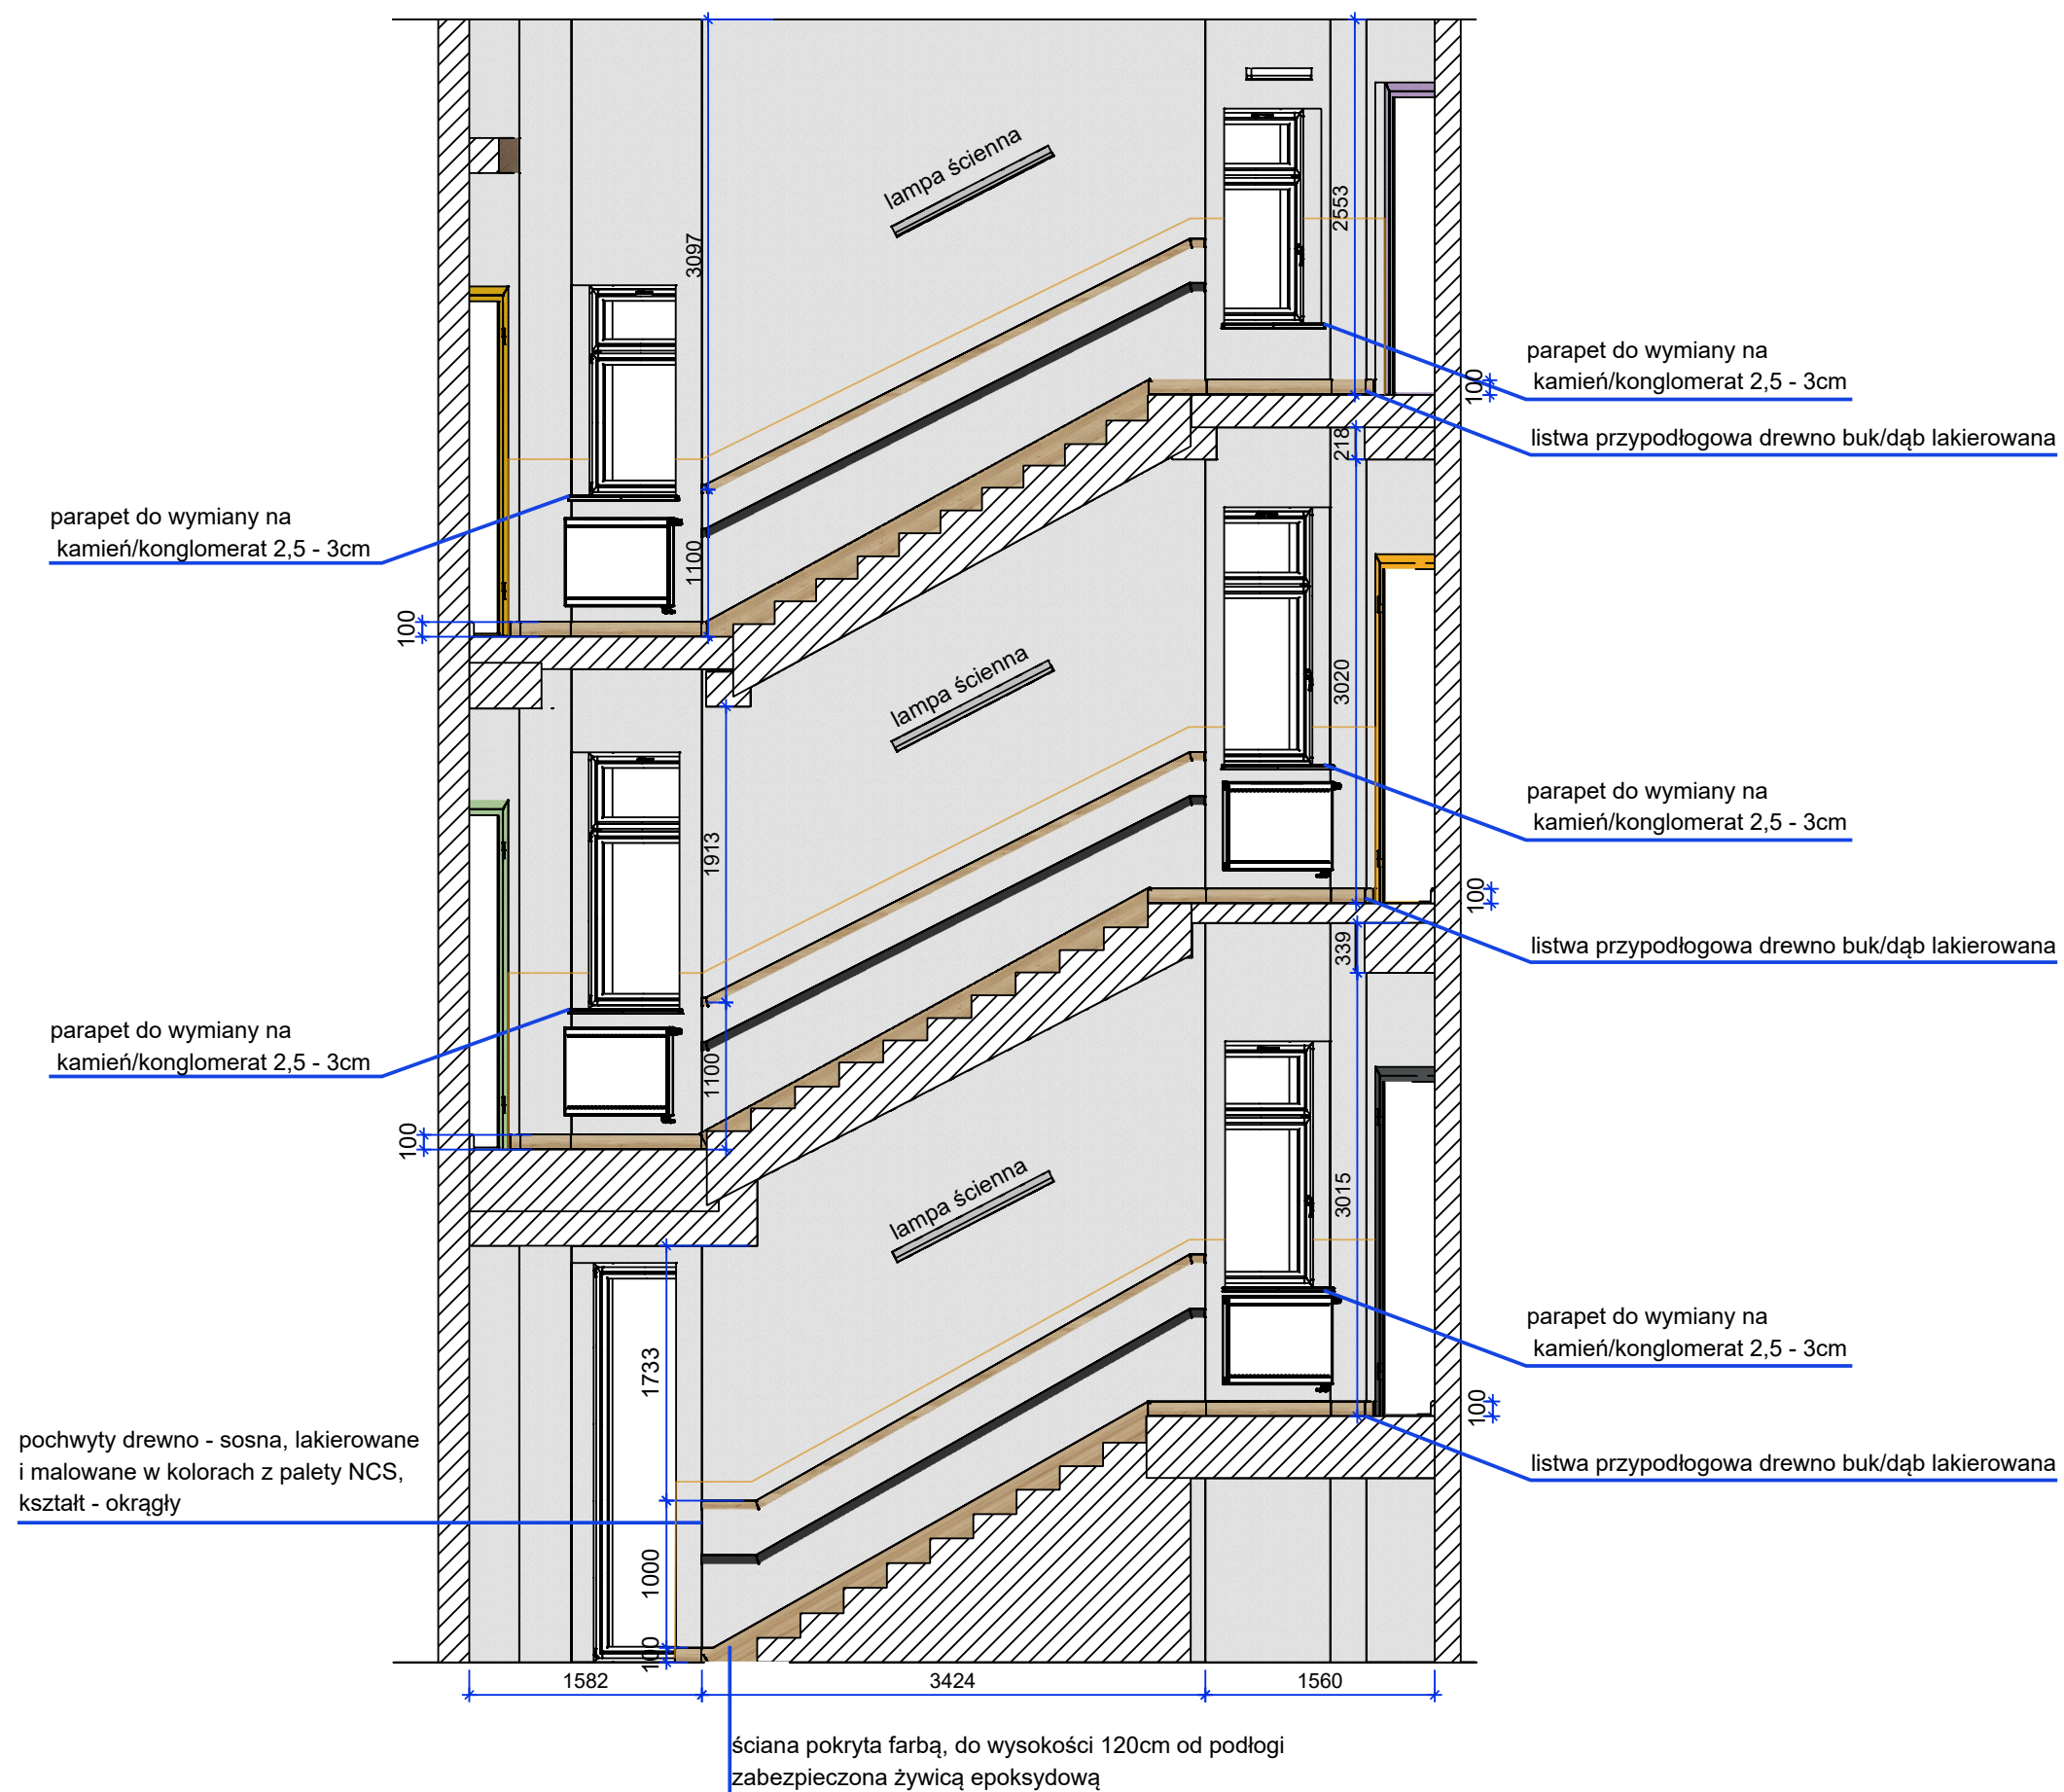 lampa ścienna
3097
2553
parapet do wymiany na
kamień/konglomerat 2,5 - 3cm
100
listwa przypodłogowa drewno buk/dąb lakierowana
218
parapet do wymiany na
kamień/konglomerat 2,5 - 3cm
1100
100
lampa ścienna
3020
parapet do wymiany na
kamień/konglomerat 2,5 - 3cm
1913
100
listwa przypodłogowa drewno buk/dąb lakierowana
339
parapet do wymiany na
kamień/konglomerat 2,5 - 3cm
1100
100
lampa ścienna
3015
parapet do wymiany na
kamień/konglomerat 2,5 - 3cm
1733
100
listwa przypodłogowa drewno buk/dąb lakierowana
pochwyty drewno - sosna, lakierowane
i malowane w kolorach z palety NCS,
kształt - okrągły
1000
100
1582
3424
1560
ściana pokryta farbą, do wysokości 120cm od podłogi
zabezpieczona żywicą epoksydową